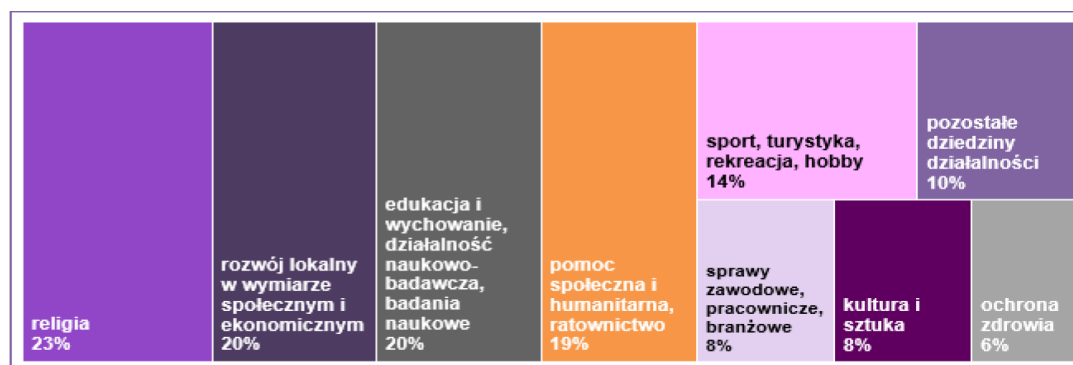 religia
23%
rozwój lokalny
w wymiarze
społecznym i
ekonomicznym
20%
edukacja i
wychowanie,
działalność
naukowo-
badawcza,
badania
naukowe
20%
pomoc
społeczna i
humanitarna,
ratownictwo
19%
sport, turystyka,
rekreacja, hobby
14%
pozostałe
dziedziny
działalności
10%
sprawy
zawodowe,
pracownicze,
branżowe
8%
kultura i
sztuka
8%
ochrona
zdrowia
6%